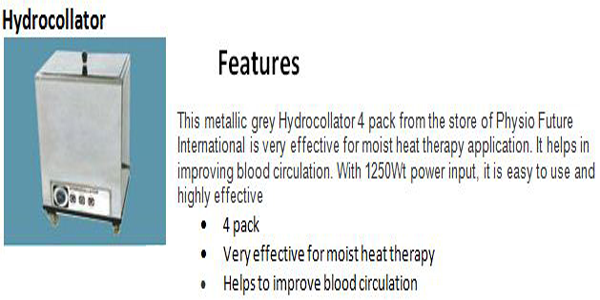 Hydrocollator
Features
This metallic grey Hydrocollator 4 pack from the store of Physio Future
International is very effective for moist heat therapy application. It helps in
improving blood circulation. With 1250Wt power input, it is easy to use and
highly effective
• 4 pack
• Very effective for moist heat therapy
• Helps to improve blood circulation